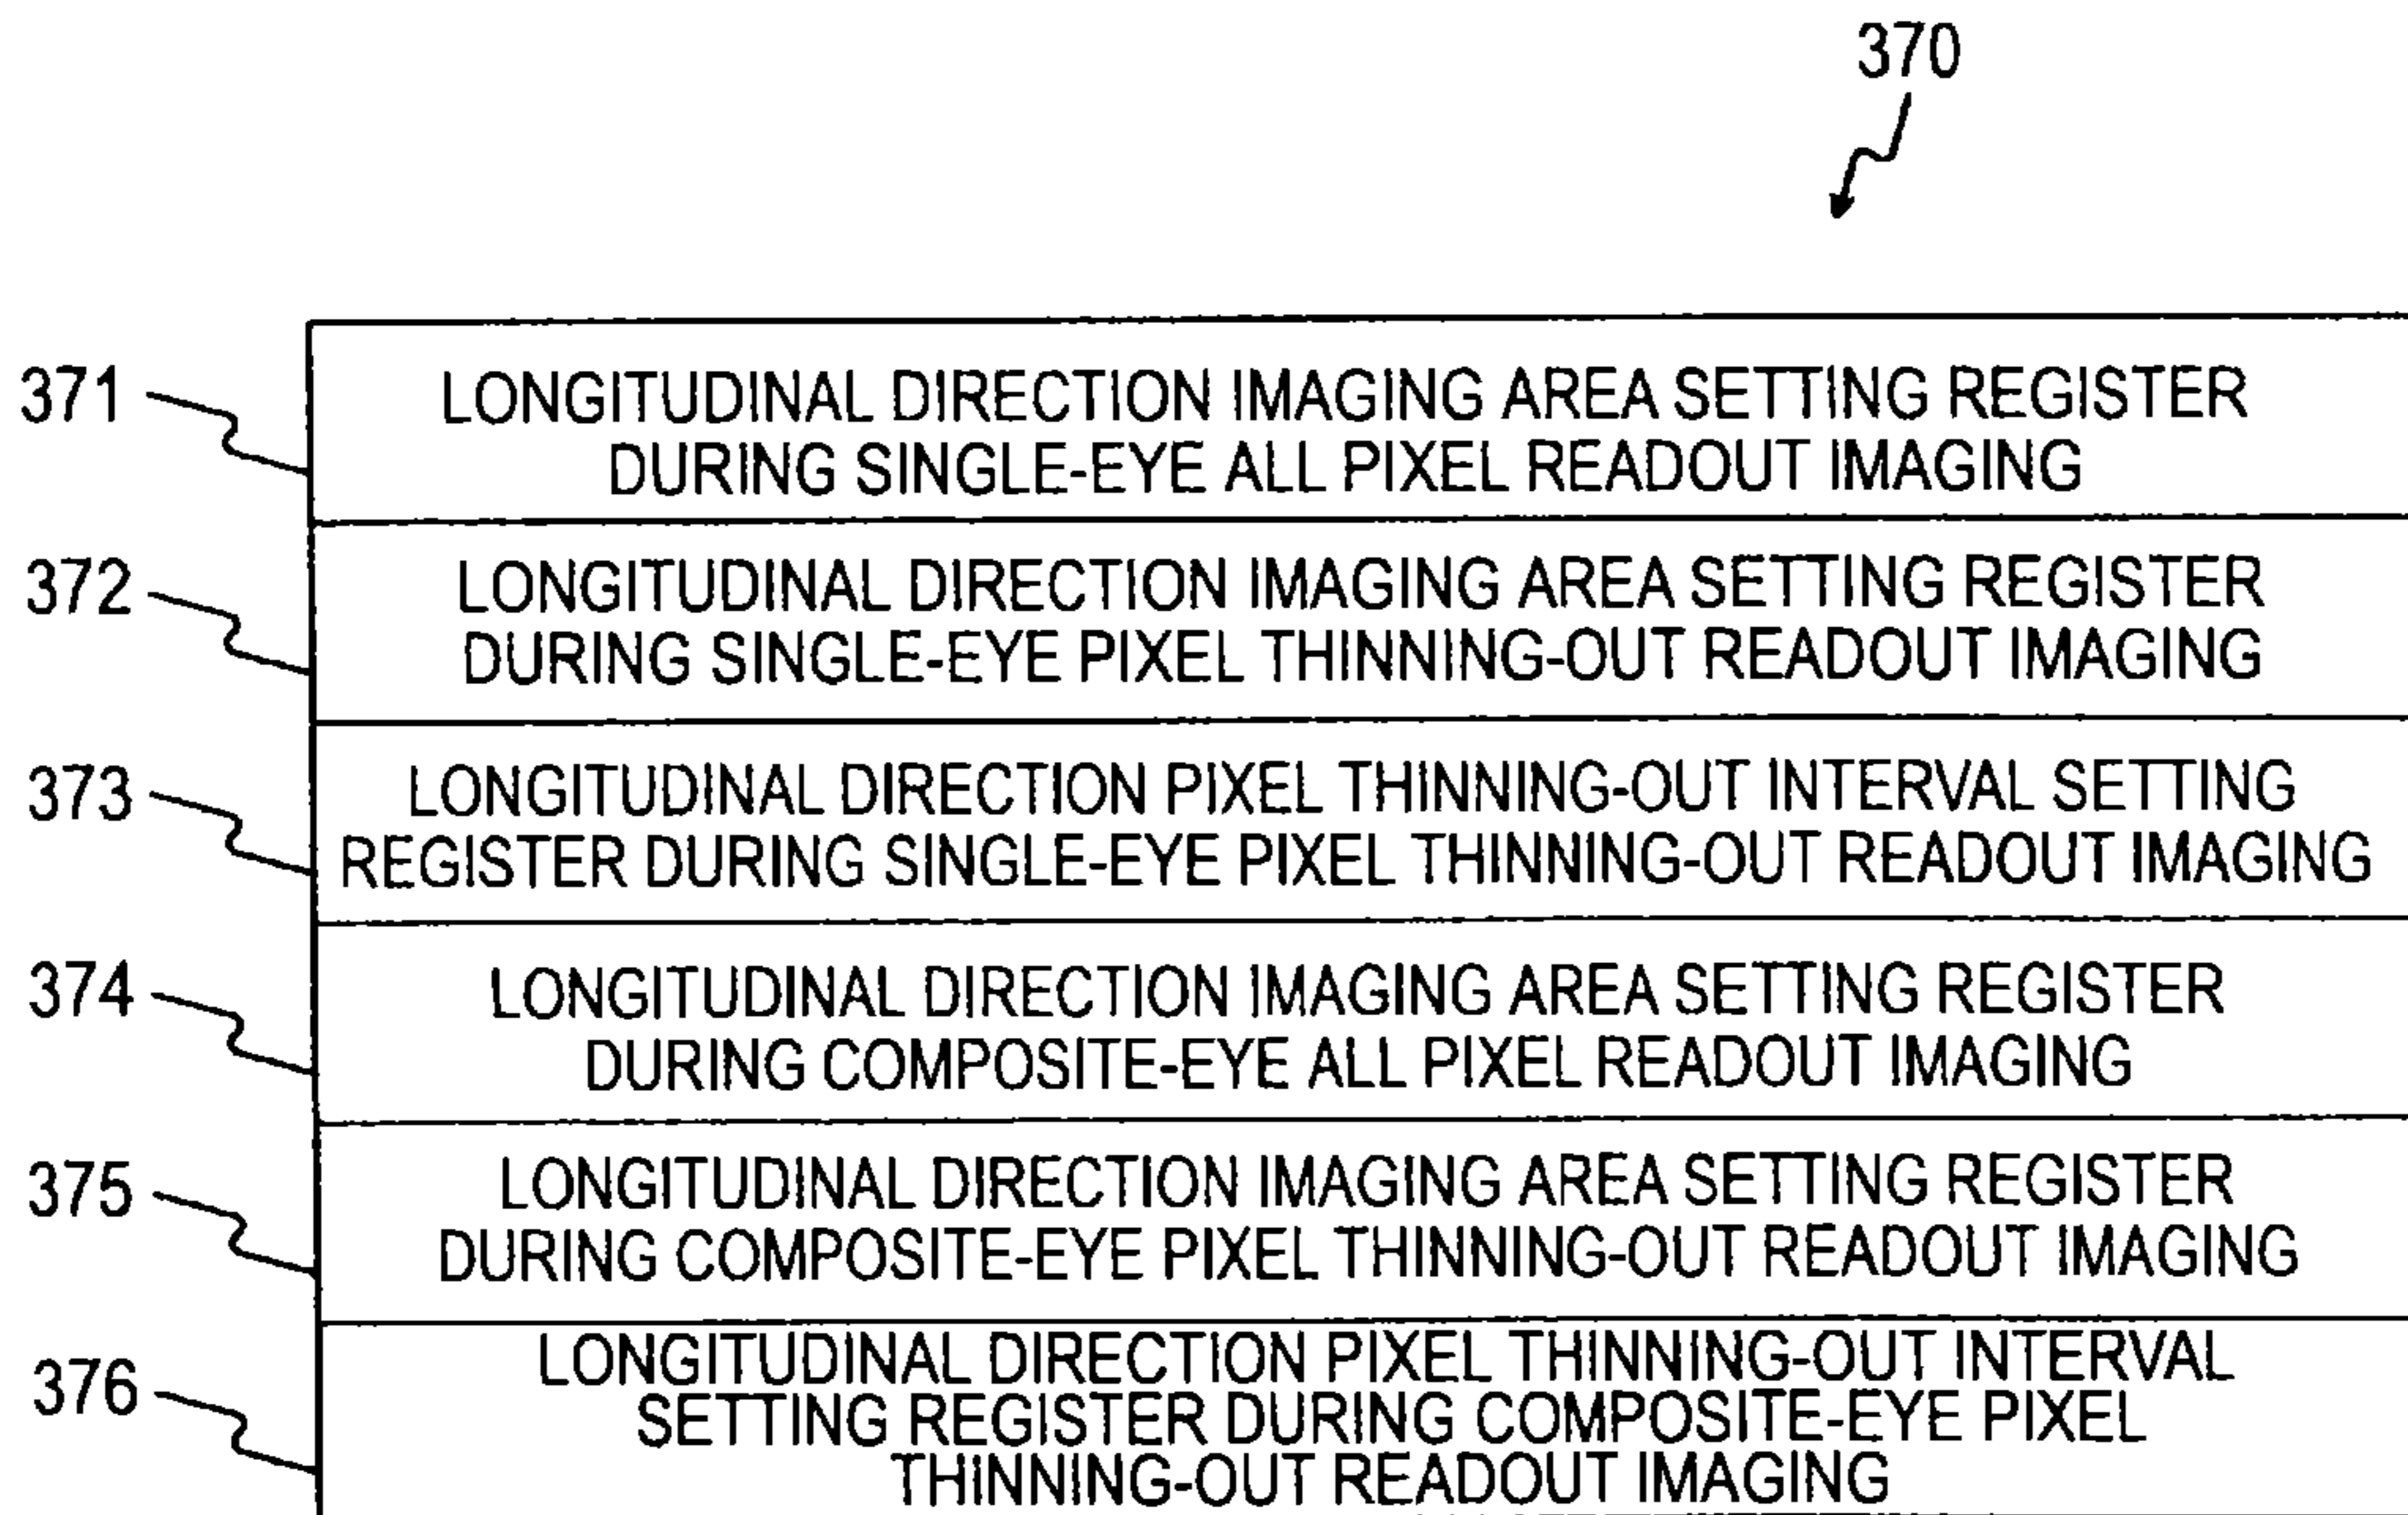 370
371
LONGITUDINAL DIRECTION IMAGING AREA SETTING REGISTER
DURING SINGLE-EYE ALL PIXEL READOUT IMAGING
372
LONGITUDINAL DIRECTION IMAGING AREA SETTING REGISTER
DURING SINGLE-EYE PIXEL THINNING-OUT READOUT IMAGING
373
LONGITUDINAL DIRECTION PIXEL THINNING-OUT INTERVAL SETTING
REGISTER DURING SINGLE-EYE PIXEL THINNING-OUT READOUT IMAGING
374
LONGITUDINAL DIRECTION IMAGING AREA SETTING REGISTER
DURING COMPOSITE-EYE ALL PIXEL READOUT IMAGING
375
LONGITUDINAL DIRECTION IMAGING AREA SETTING REGISTER
DURING COMPOSITE-EYE PIXEL THINNING-OUT READOUT IMAGING
376
LONGITUDINAL DIRECTION PIXEL THINNING-OUT INTERVAL
SETTING REGISTER DURING COMPOSITE-EYE PIXEL
THINNING-OUT READOUT IMAGING